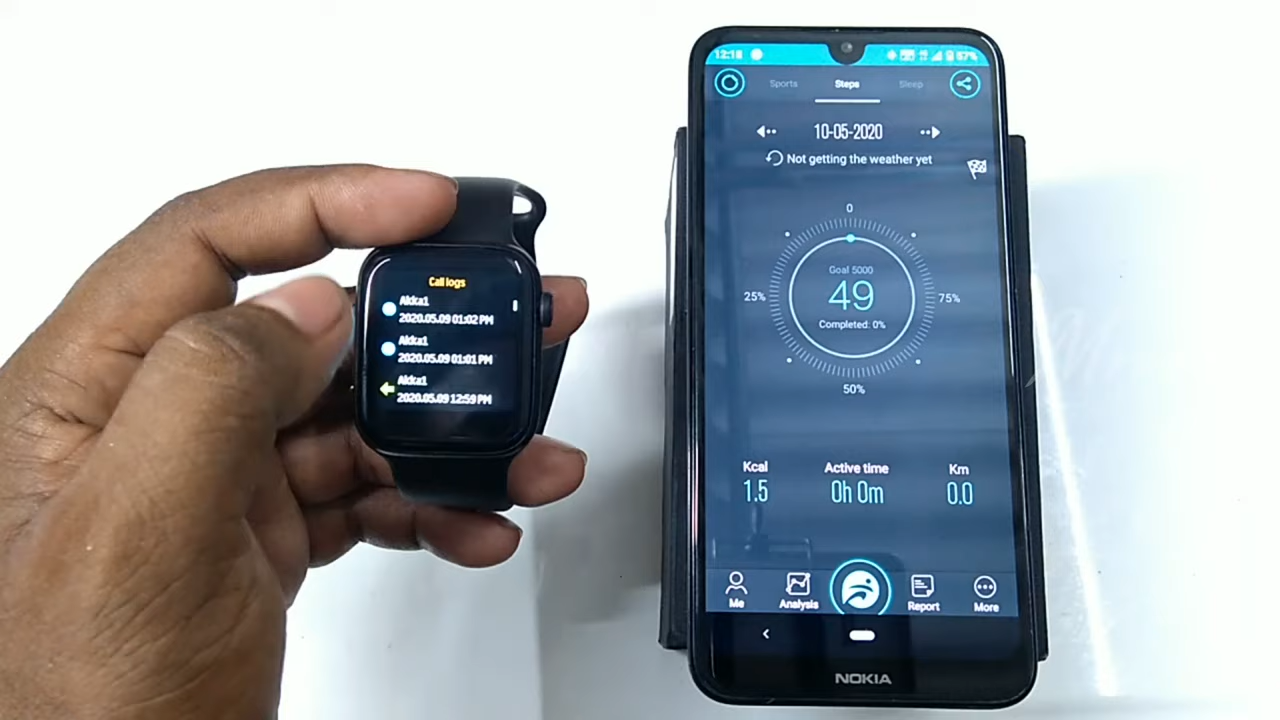 Call logs
Akka1
2020.05.09 01:02 PM
Akka1
2020.05.09 01:01 PM
Akka1
2020.05.09 12:59 PM
12:18
67%
Sports
Steps
Sleep
10-05-2020
Not getting the weather yet
0
Goal 5000
25%
49
75%
Completed: 0%
50%
Kcal
Active time
Km
1.5
0h 0m
0.0
Me
Analysis
Report
More
NOKIA